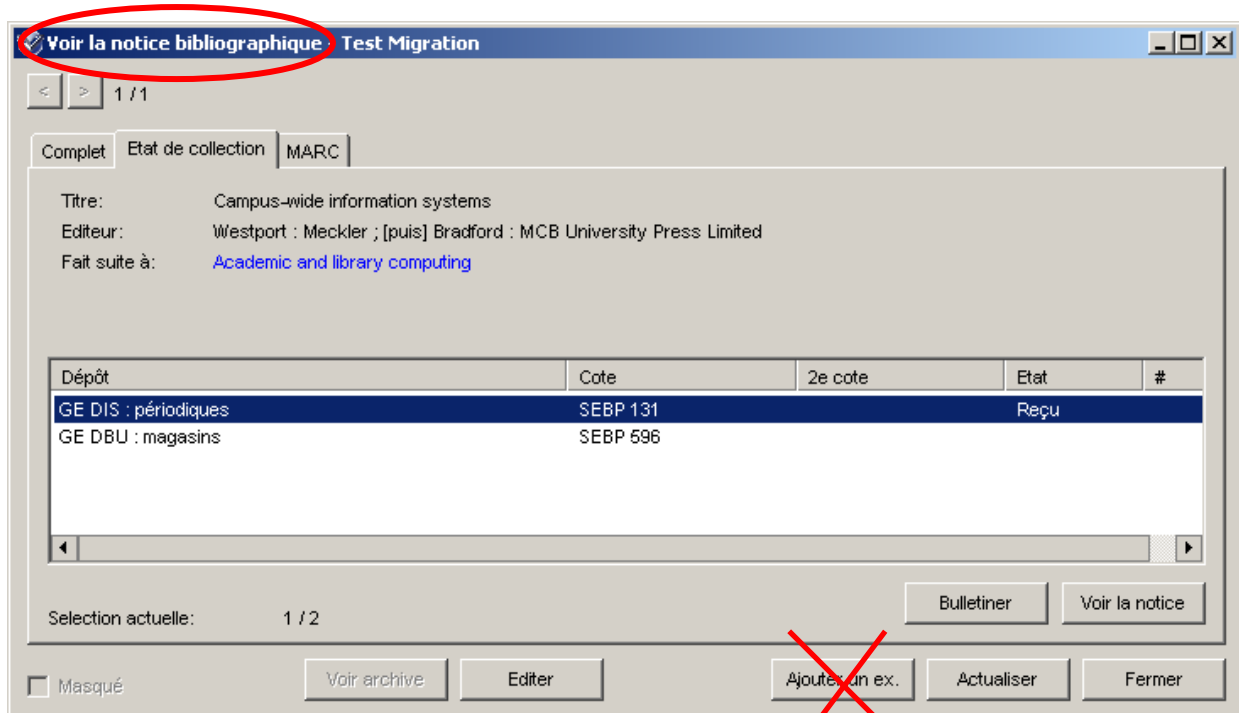 Voir la notice bibliographique - Test Migration
< > 1 / 1
Complet Etat de collection MARC
Titre: Campus-wide information systems
Editeur: Westport : Meckler ; [puis] Bradford : MCB University Press Limited
Fait suite à: Academic and library computing
Dépôt Cote 2e cote Etat #
GE DIS : périodiques SEBP 131 Reçu
GE DBU : magasins SEBP 596
Bulletiner Voir la notice
Selection actuelle: 1 / 2
Masqué Voir archive Editer Ajouter un ex. Actualiser Fermer